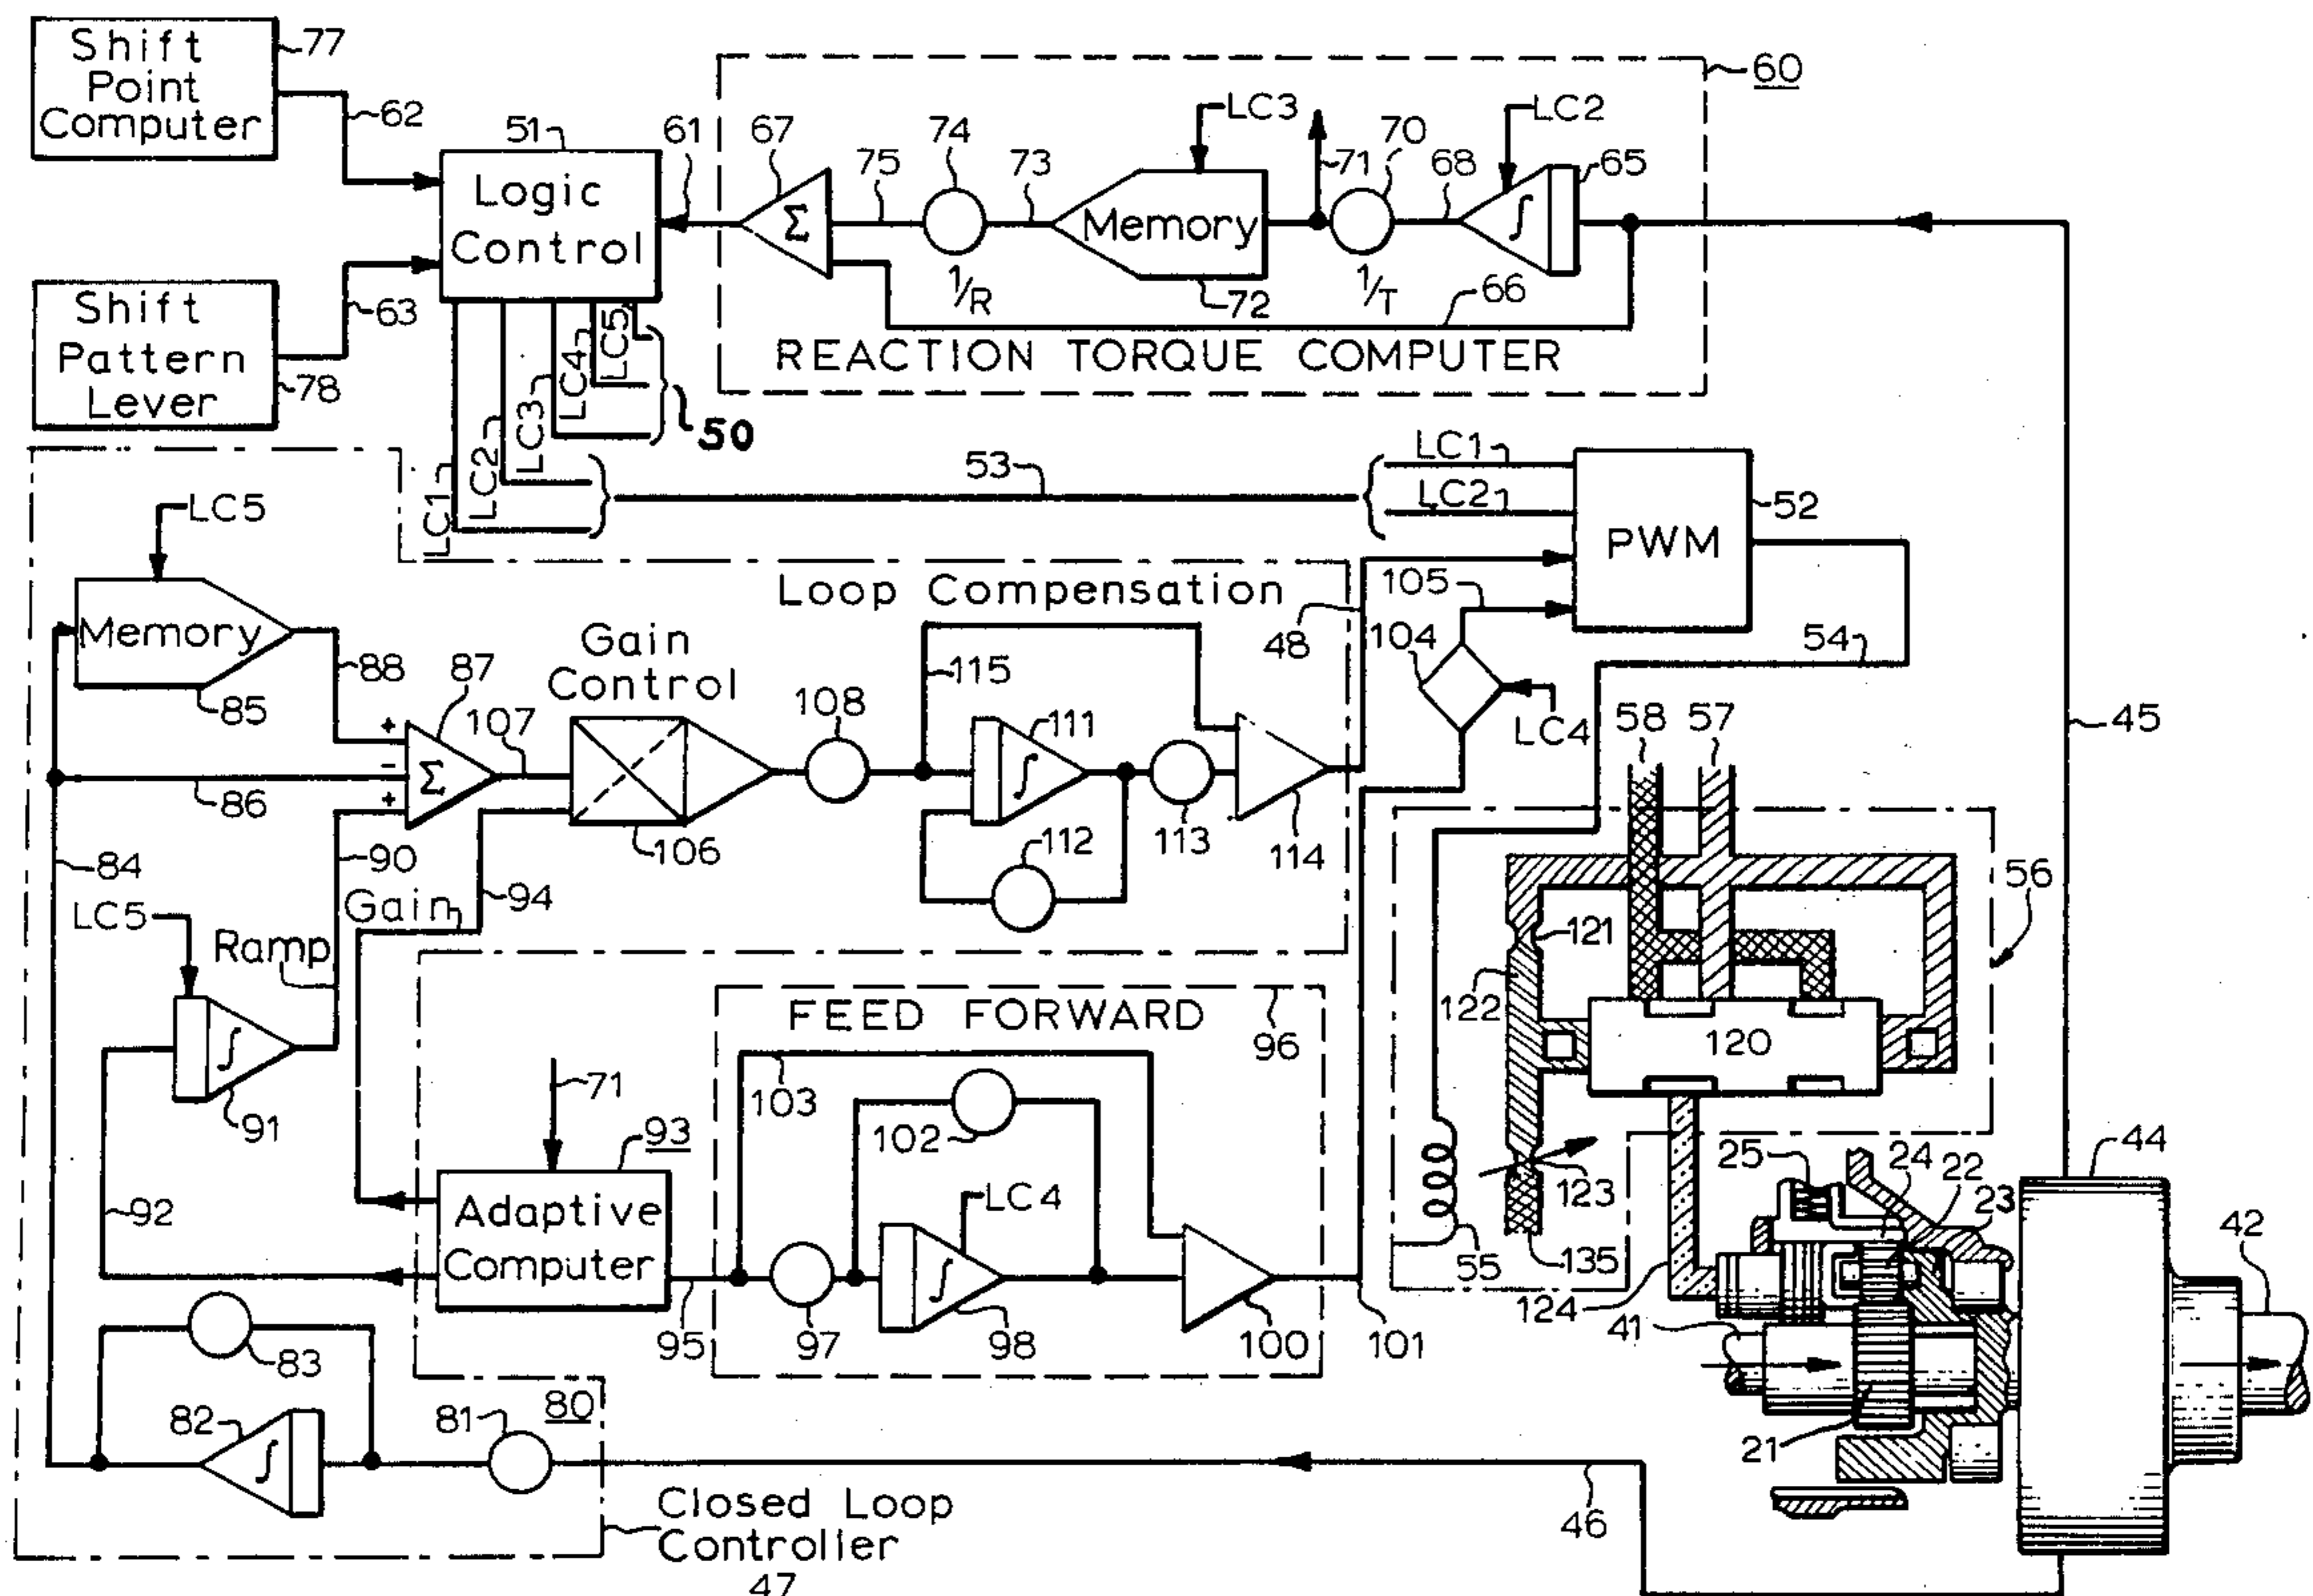 Shift
Point
Computer
77
62
Shift
Pattern
Lever
78
63
51
Logic
Control
61
LC1
LC2
LC3
LC4
LC5
50
60
67
Σ
75
74
1/R
73
LC3
Memory
72
71
70
1/T
68
LC2
∫
65
66
REACTION TORQUE COMPUTER
53
LC1
LC2
PWM
52
54
45
LC5
Memory
85
88
84
86
+
-
+
87
Σ
107
90
Loop Compensation
Gain
Control
106
94
Gain
108
115
111
∫
112
113
114
48
105
104
LC4
58
57
56
121
122
120
123
135
55
124
LC5
Ramp
∫
91
92
71
93
Adaptive
Computer
95
FEED FORWARD
96
103
102
97
LC4
∫
98
100
101
83
82
∫
81
80
Closed Loop
Controller
47
46
25
24
22
23
44
42
41
21